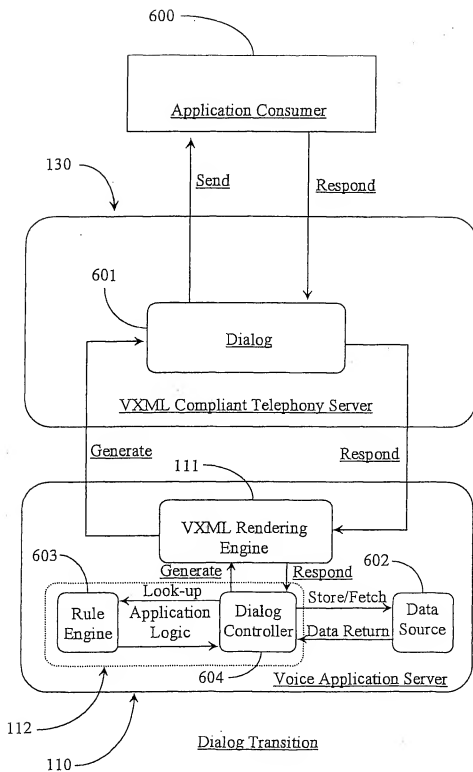 600
Application Consumer
130
Send
Respond
601
Dialog
VXML Compliant Telephony Server
Generate
Respond
111
VXML Rendering
Engine
603
Generate
Respond
602
Look-up
Store/Fetch
Rule
Engine
Application
Logic
Dialog
Controller
Data
Source
Data Return
604
Voice Application Server
112
110
Dialog Transition